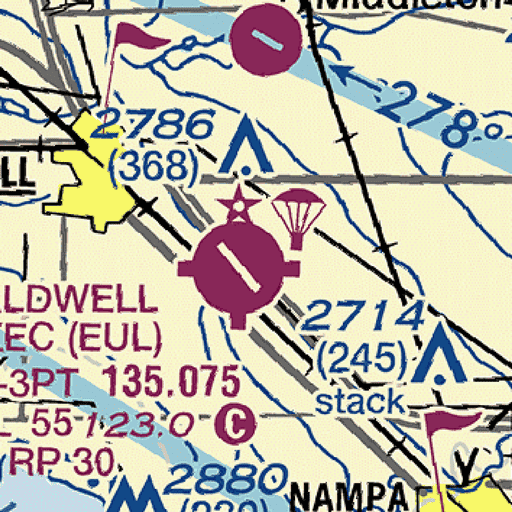 278°
2786
(368)
LL
LDWELL
EC (EUL)
-3PT 135.075
L 55 123.0 C
RP 30
2714
(245)
stack
2880
NAMPA